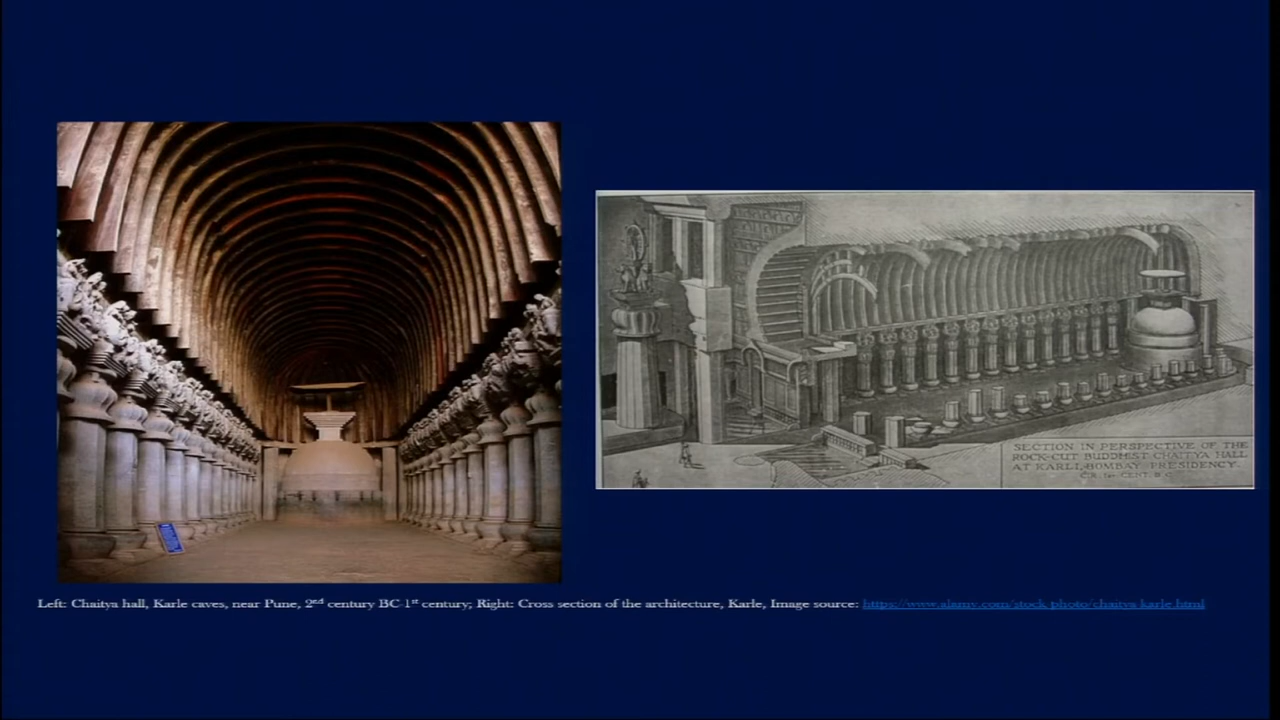 SECTION IN PERSPECTIVE OF THE
ROCK-CUT BUDDHIST CHAITYA HALL
AT KARLI, BOMBAY PRESIDENCY.
CENT. B.C.
Left: Chaitya hall, Karle caves, near Pune, 2nd century BC-1st century; Right: Cross section of the architecture, Karle, Image source: https://www.alamy.com/stock-photo/chaitya-karle.html